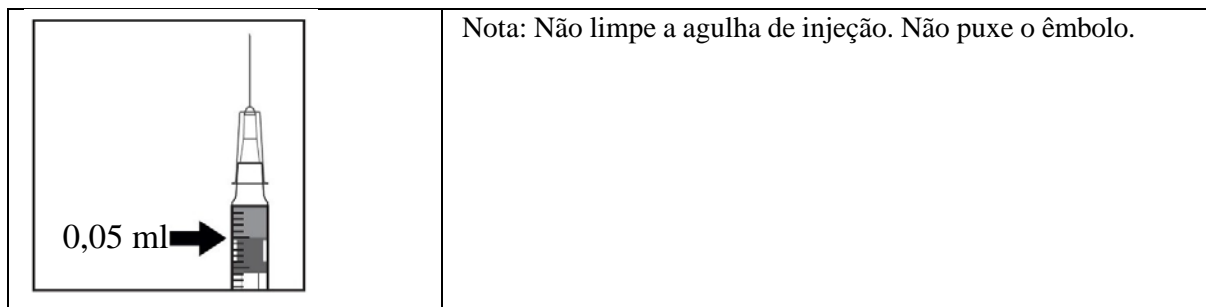 Nota: Não limpe a agulha de injeção. Não puxe o êmbolo.
0,05 ml